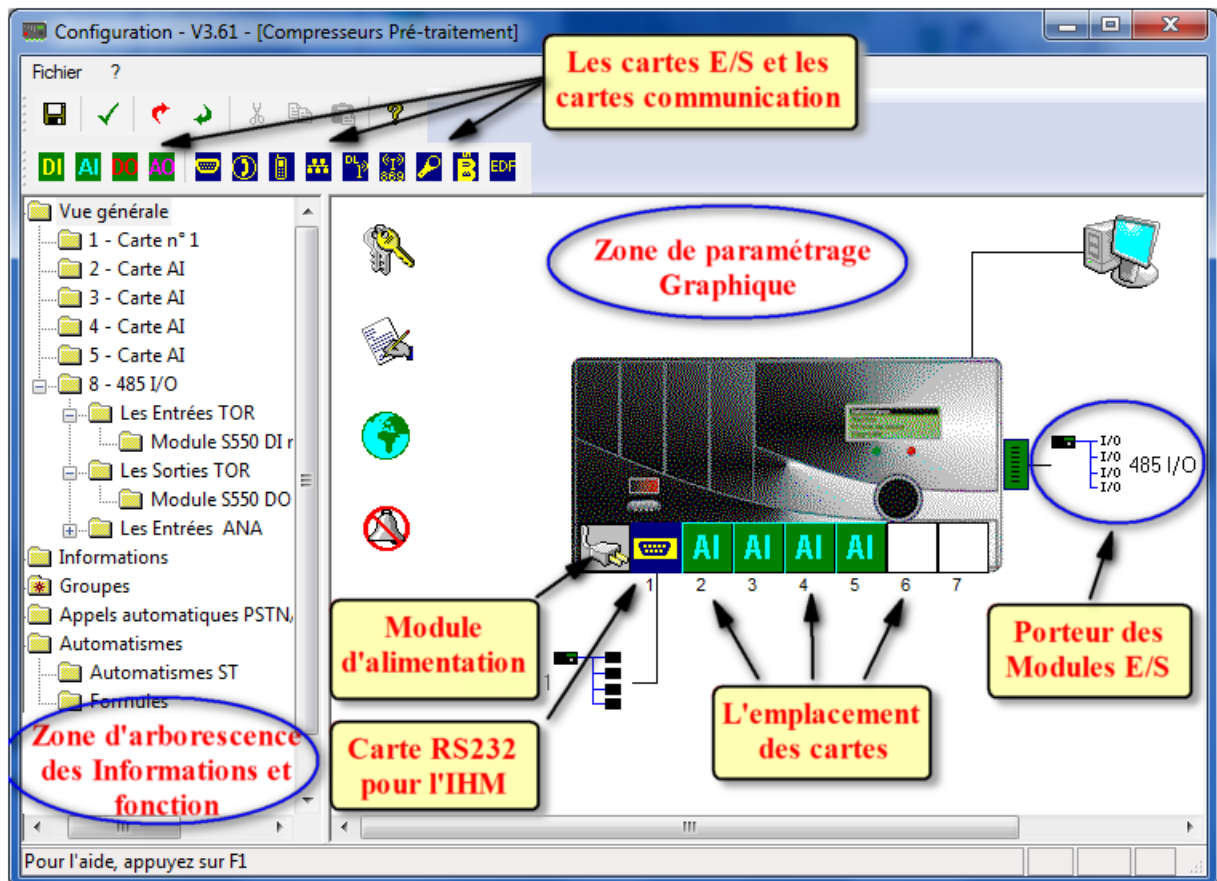 Configuration - V3.61 - [Compresseurs Pré-traitement]
Fichier ?
Les cartes E/S et les
cartes communication
DI AI DO AO DL 869 B EDF
Vue générale
1 - Carte n° 1
2 - Carte AI
3 - Carte AI
4 - Carte AI
5 - Carte AI
8 - 485 I/O
Les Entrées TOR
Module S550 DI r
Les Sorties TOR
Module S550 DO
Les Entrées ANA
Informations
Groupes
Appels automatiques PSTN,
Automatismes
Automatismes ST
Formules
Zone d'arborescence
des Informations et
fonction
Zone de paramétrage
Graphique
I/O
I/O
I/O
I/O
485 I/O
AI AI AI AI
1 2 3 4 5 6 7
Module
d'alimentation
1
Carte RS232
pour l'IHM
L'emplacement
des cartes
Porteur des
Modules E/S
Pour l'aide, appuyez sur F1